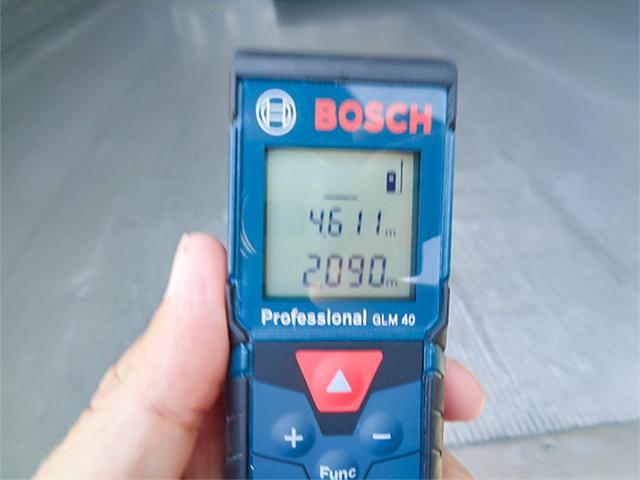 BOSCH
4.611 m
2.090 m
Professional GLM 40
+ -
Func